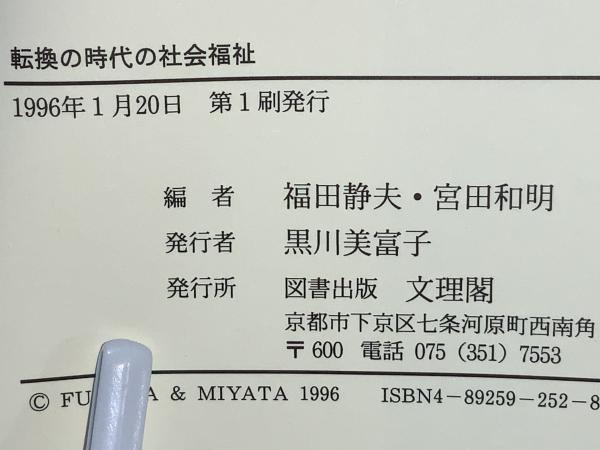 転換の時代の社会福祉
1996年1月20日 第1刷発行
編 者 福田静夫・宮田和明
発行者 黒川美富子
発行所 図書出版 文理閣
京都市下京区七条河原町西南角
〒600 電話 075（351）7553
© & MIYATA 1996 ISBN4-89259-252-8